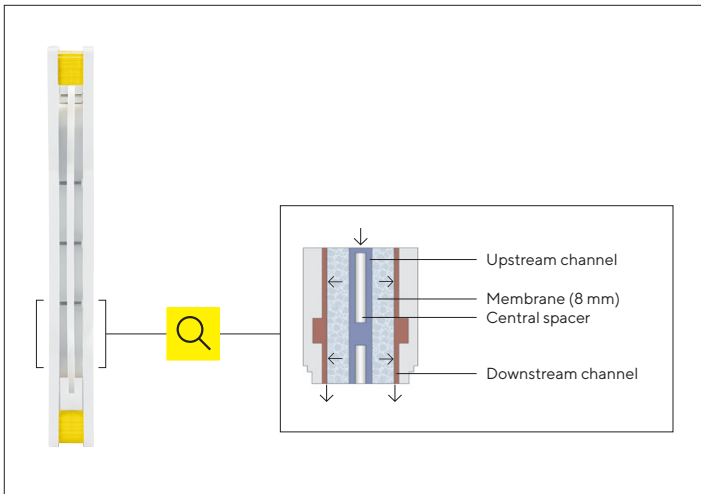 Upstream channel
Membrane (8 mm)
Central spacer
Downstream channel